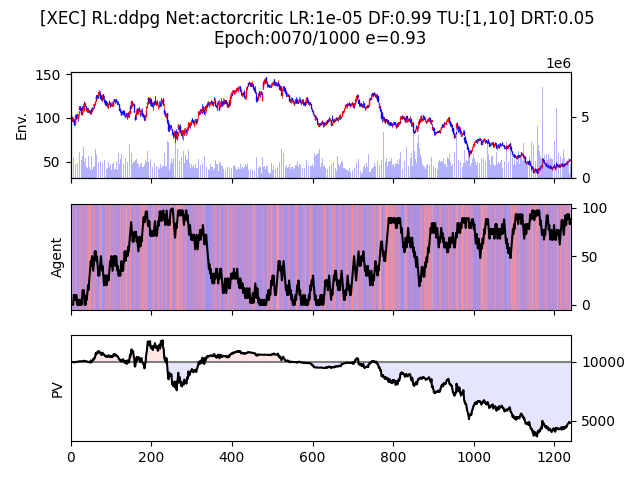 [XEC] RL:ddpg Net:actorcritic LR:1e-05 DF:0.99 TU:[1,10] DRT:0.05
Epoch:0070/1000 e=0.93
1e6
150
100
50
Env.
5
0
Agent
100
50
0
PV
10000
5000
0 200 400 600 800 1000 1200